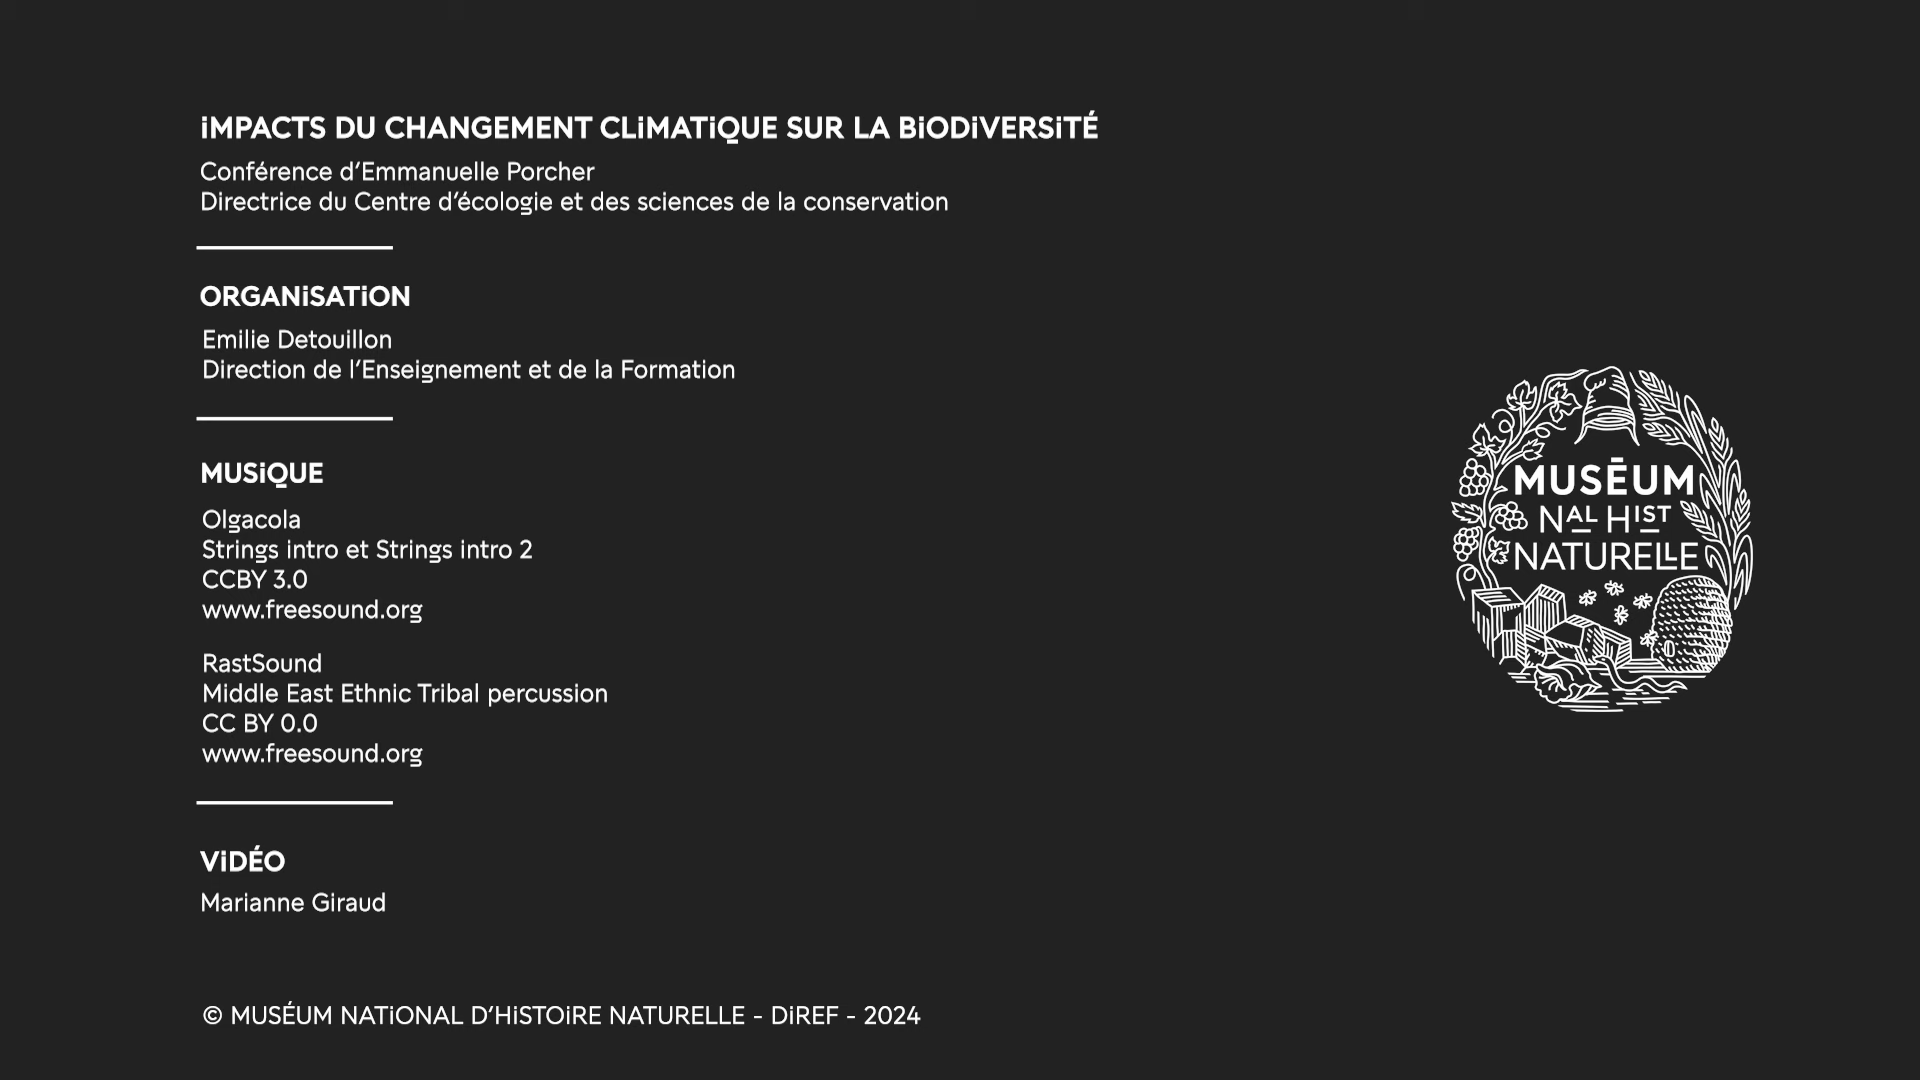 iMPACTS DU CHANGEMENT CLiMATiQUE SUR LA BiODiVERSiTÉ
Conférence d’Emmanuelle Porcher
Directrice du Centre d’écologie et des sciences de la conservation
ORGANiSATiON
Emilie Detouillon
Direction de l’Enseignement et de la Formation
MUSiQUE
Olgacola
Strings intro et Strings intro 2
CCBY 3.0
www.freesound.org
RastSound
Middle East Ethnic Tribal percussion
CC BY 0.0
www.freesound.org
ViDÉO
Marianne Giraud
© MUSÉUM NATiONAL D’HiSTOiRE NATURELLE - DiREF - 2024
MUSĒUM
NAL HIST
NATURELLE